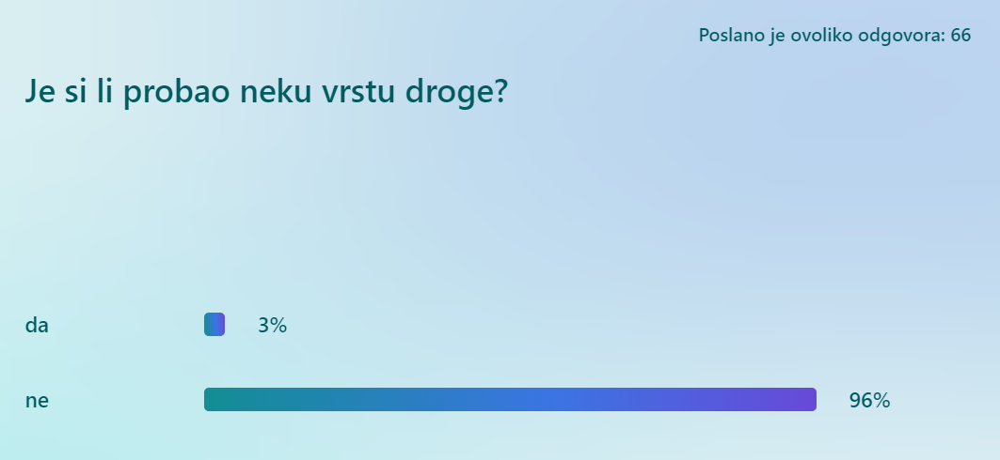 Poslano je ovoliko odgovora: 66
Je si li probao neku vrstu droge?
da 3%
ne 96%